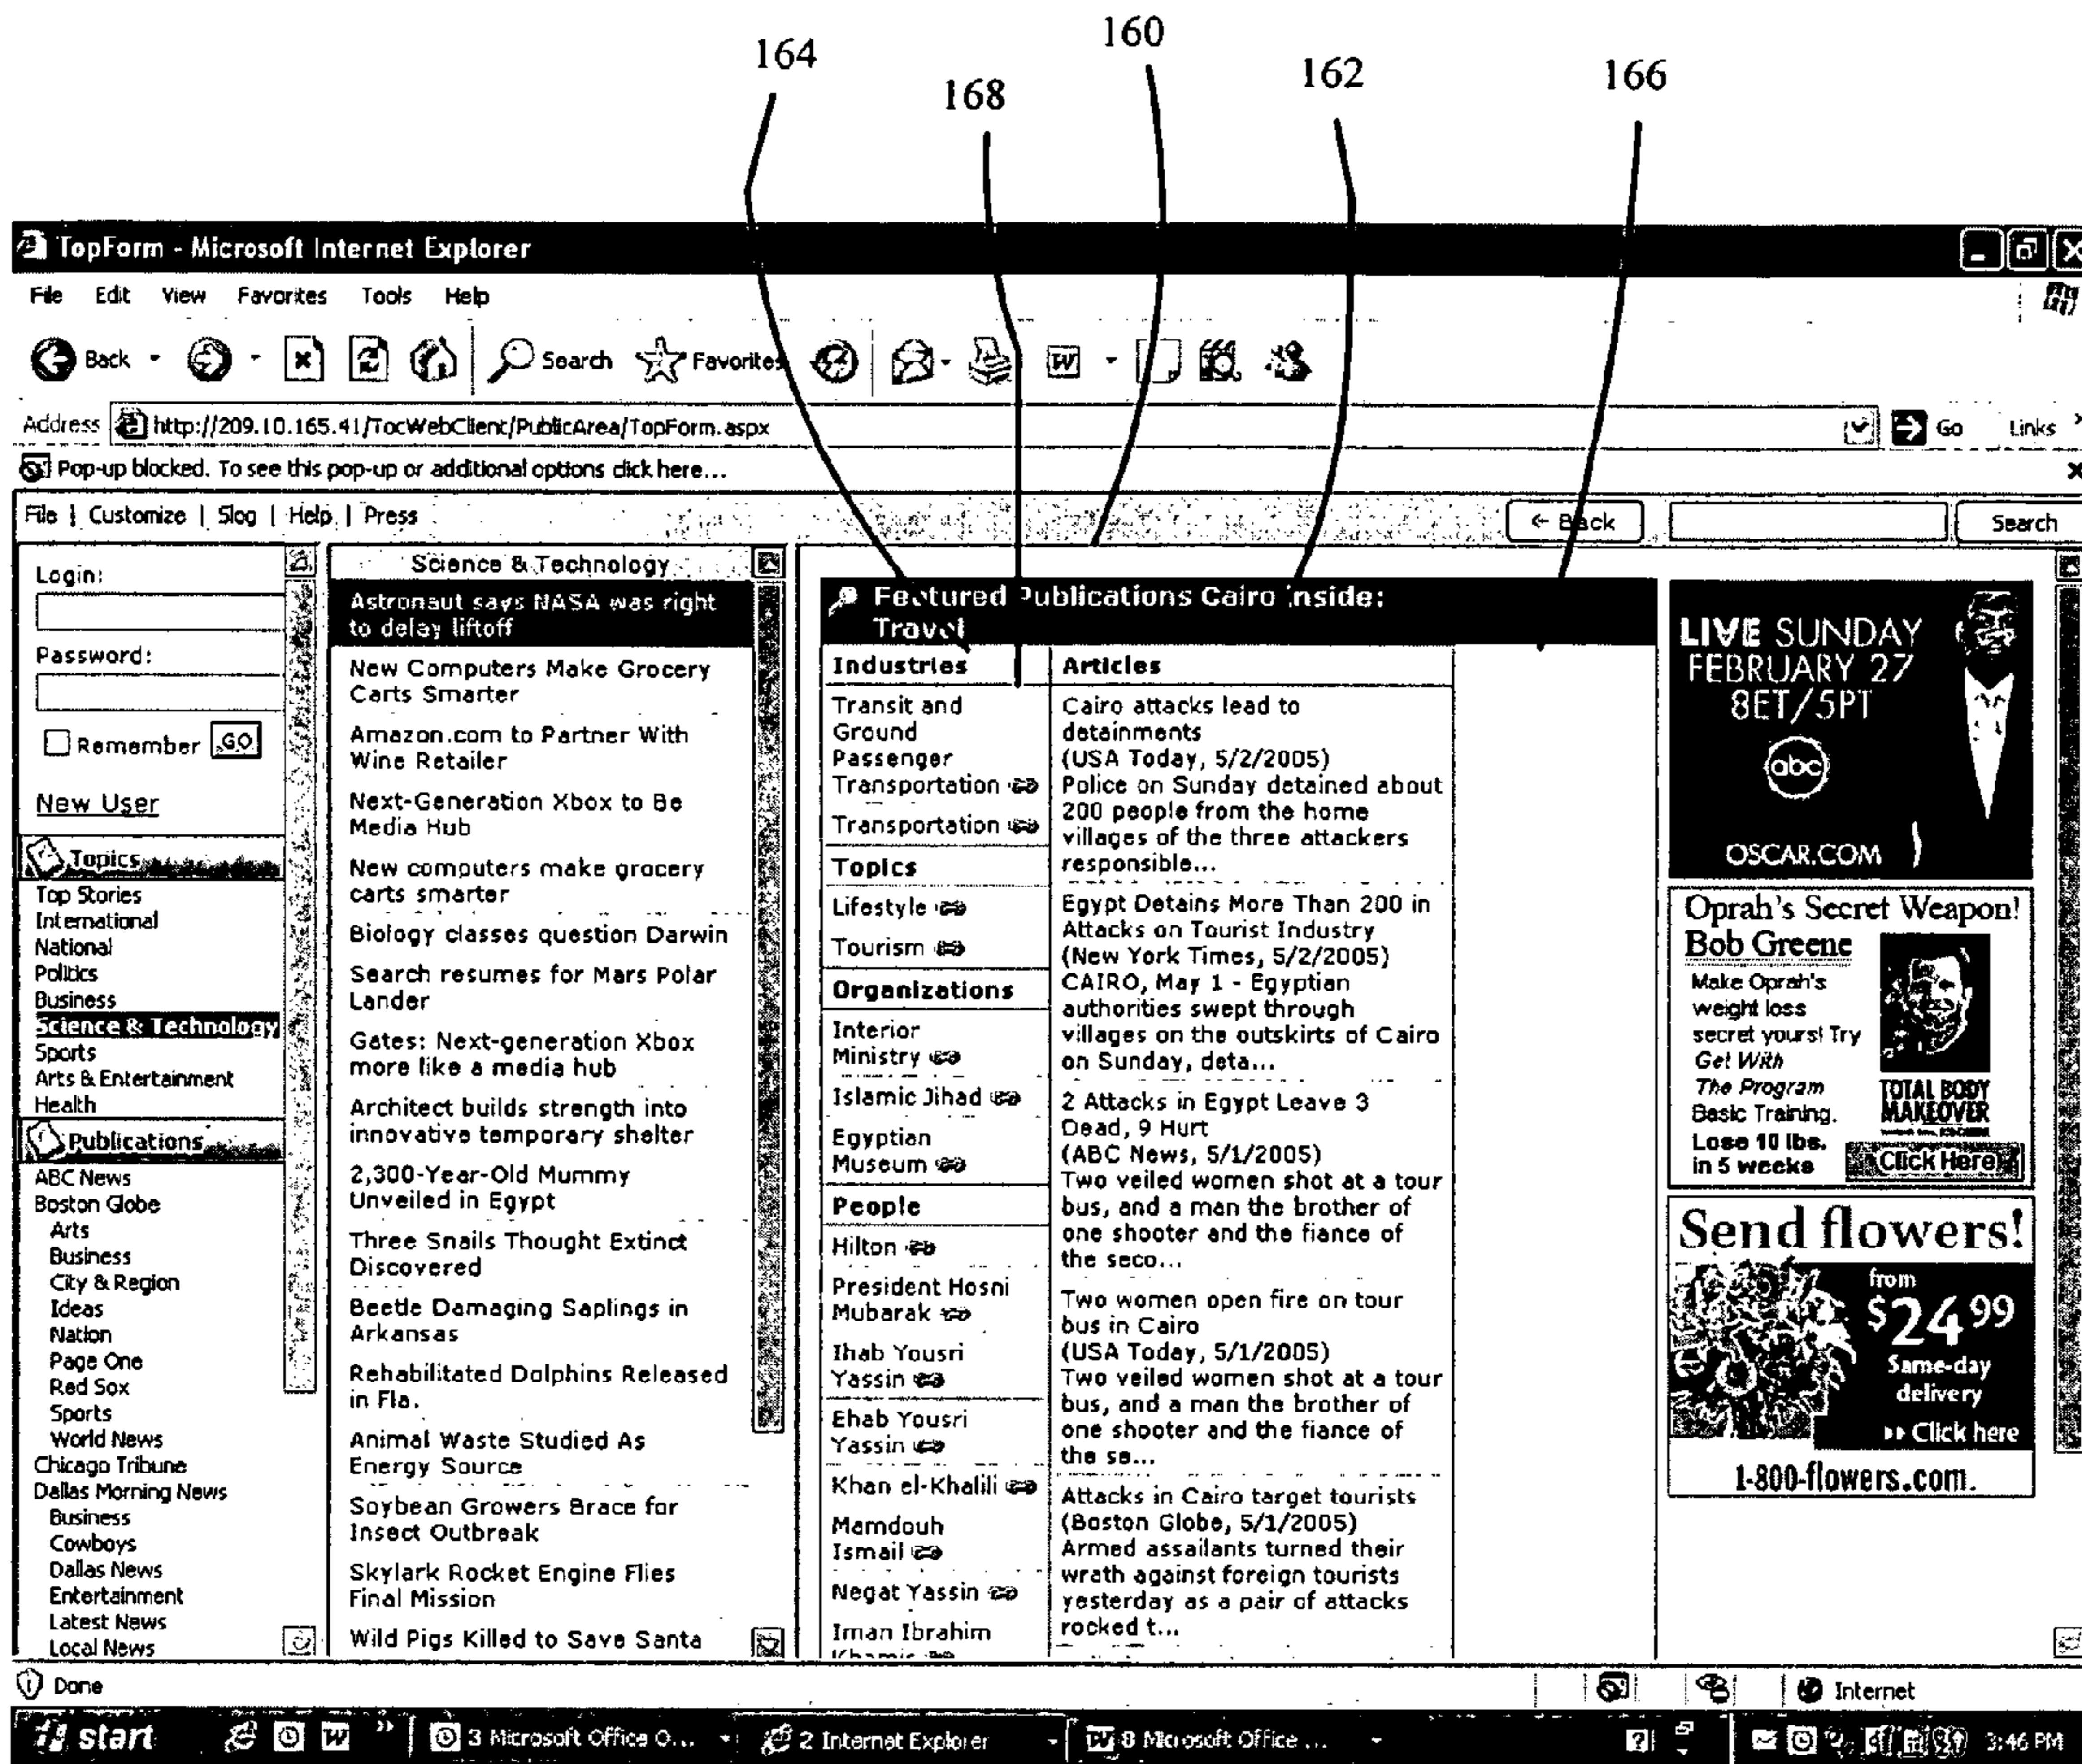 164
168
160
162
166
TopForm - Microsoft Internet Explorer
File Edit View Favorites Tools Help
Back
Search
Favorites
Address http://209.10.165.41/TocWebClient/PublicArea/TopForm.aspx
Go Links
Pop-up blocked. To see this pop-up or additional options click here...
File | Customize | Slog | Help | Press
← Back
Search
Login:
Password:
Remember GO
New User
Topics
Top Stories
International
National
Politics
Business
Science & Technology
Sports
Arts & Entertainment
Health
Publications
ABC News
Boston Globe
Arts
Business
City & Region
Ideas
Nation
Page One
Red Sox
Sports
World News
Chicago Tribune
Dallas Morning News
Business
Cowboys
Dallas News
Entertainment
Latest News
Local News
Science & Technology
Astronaut says NASA was right
to delay liftoff
New Computers Make Grocery
Carts Smarter
Amazon.com to Partner With
Wine Retailer
Next-Generation Xbox to Be
Media Hub
New computers make grocery
carts smarter
Biology classes question Darwin
Search resumes for Mars Polar
Lander
Gates: Next-generation Xbox
more like a media hub
Architect builds strength into
innovative temporary shelter
2,300-Year-Old Mummy
Unveiled in Egypt
Three Snails Thought Extinct
Discovered
Beetle Damaging Saplings in
Arkansas
Rehabilitated Dolphins Released
in Fla.
Animal Waste Studied As
Energy Source
Soybean Growers Brace for
Insect Outbreak
Skylark Rocket Engine Flies
Final Mission
Wild Pigs Killed to Save Santa
Featured Publications Cairo inside:
Travel
Industries
Transit and
Ground
Passenger
Transportation
Transportation
Topics
Lifestyle
Tourism
Organizations
Interior
Ministry
Islamic Jihad
Egyptian
Museum
People
Hilton
President Hosni
Mubarak
Ihab Yousri
Yassin
Ehab Yousri
Yassin
Khan el-Khalili
Mamdouh
Ismail
Negat Yassin
Iman Ibrahim
Khamis
Articles
Cairo attacks lead to
detainments
(USA Today, 5/2/2005)
Police on Sunday detained about
200 people from the home
villages of the three attackers
responsible...
Egypt Detains More Than 200 in
Attacks on Tourist Industry
(New York Times, 5/2/2005)
CAIRO, May 1 - Egyptian
authorities swept through
villages on the outskirts of Cairo
on Sunday, deta...
2 Attacks in Egypt Leave 3
Dead, 9 Hurt
(ABC News, 5/1/2005)
Two veiled women shot at a tour
bus, and a man the brother of
one shooter and the fiance of
the seco...
Two women open fire on tour
bus in Cairo
(USA Today, 5/1/2005)
Two veiled women shot at a tour
bus, and a man the brother of
one shooter and the fiance of
the se...
Attacks in Cairo target tourists
(Boston Globe, 5/1/2005)
Armed assailants turned their
wrath against foreign tourists
yesterday as a pair of attacks
rocked t...
LIVE SUNDAY
FEBRUARY 27
8ET/5PT
abc
OSCAR.COM
Oprah's Secret Weapon!
Bob Greene
Make Oprah's
weight loss
secret yours! Try
Get With
The Program
Basic Training.
Lose 10 lbs.
in 5 weeks
TOTAL BODY
MAKEOVER
Click Here
Send flowers!
from
$24.99
Same-day
delivery
Click here
1-800-flowers.com.
Done
Internet
start
3 Microsoft Office O...
2 Internet Explorer
8 Microsoft Office ...
3:46 PM